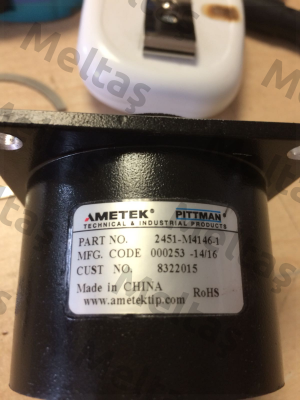 Meltaş
AMETEK® PITTMAN®
TECHNICAL & INDUSTRIAL PRODUCTS
PART NO. 2451-M4146-1
MFG. CODE 000253 -14/16
CUST NO. 8322015
Made in CHINA RoHS
www.ametektip.com